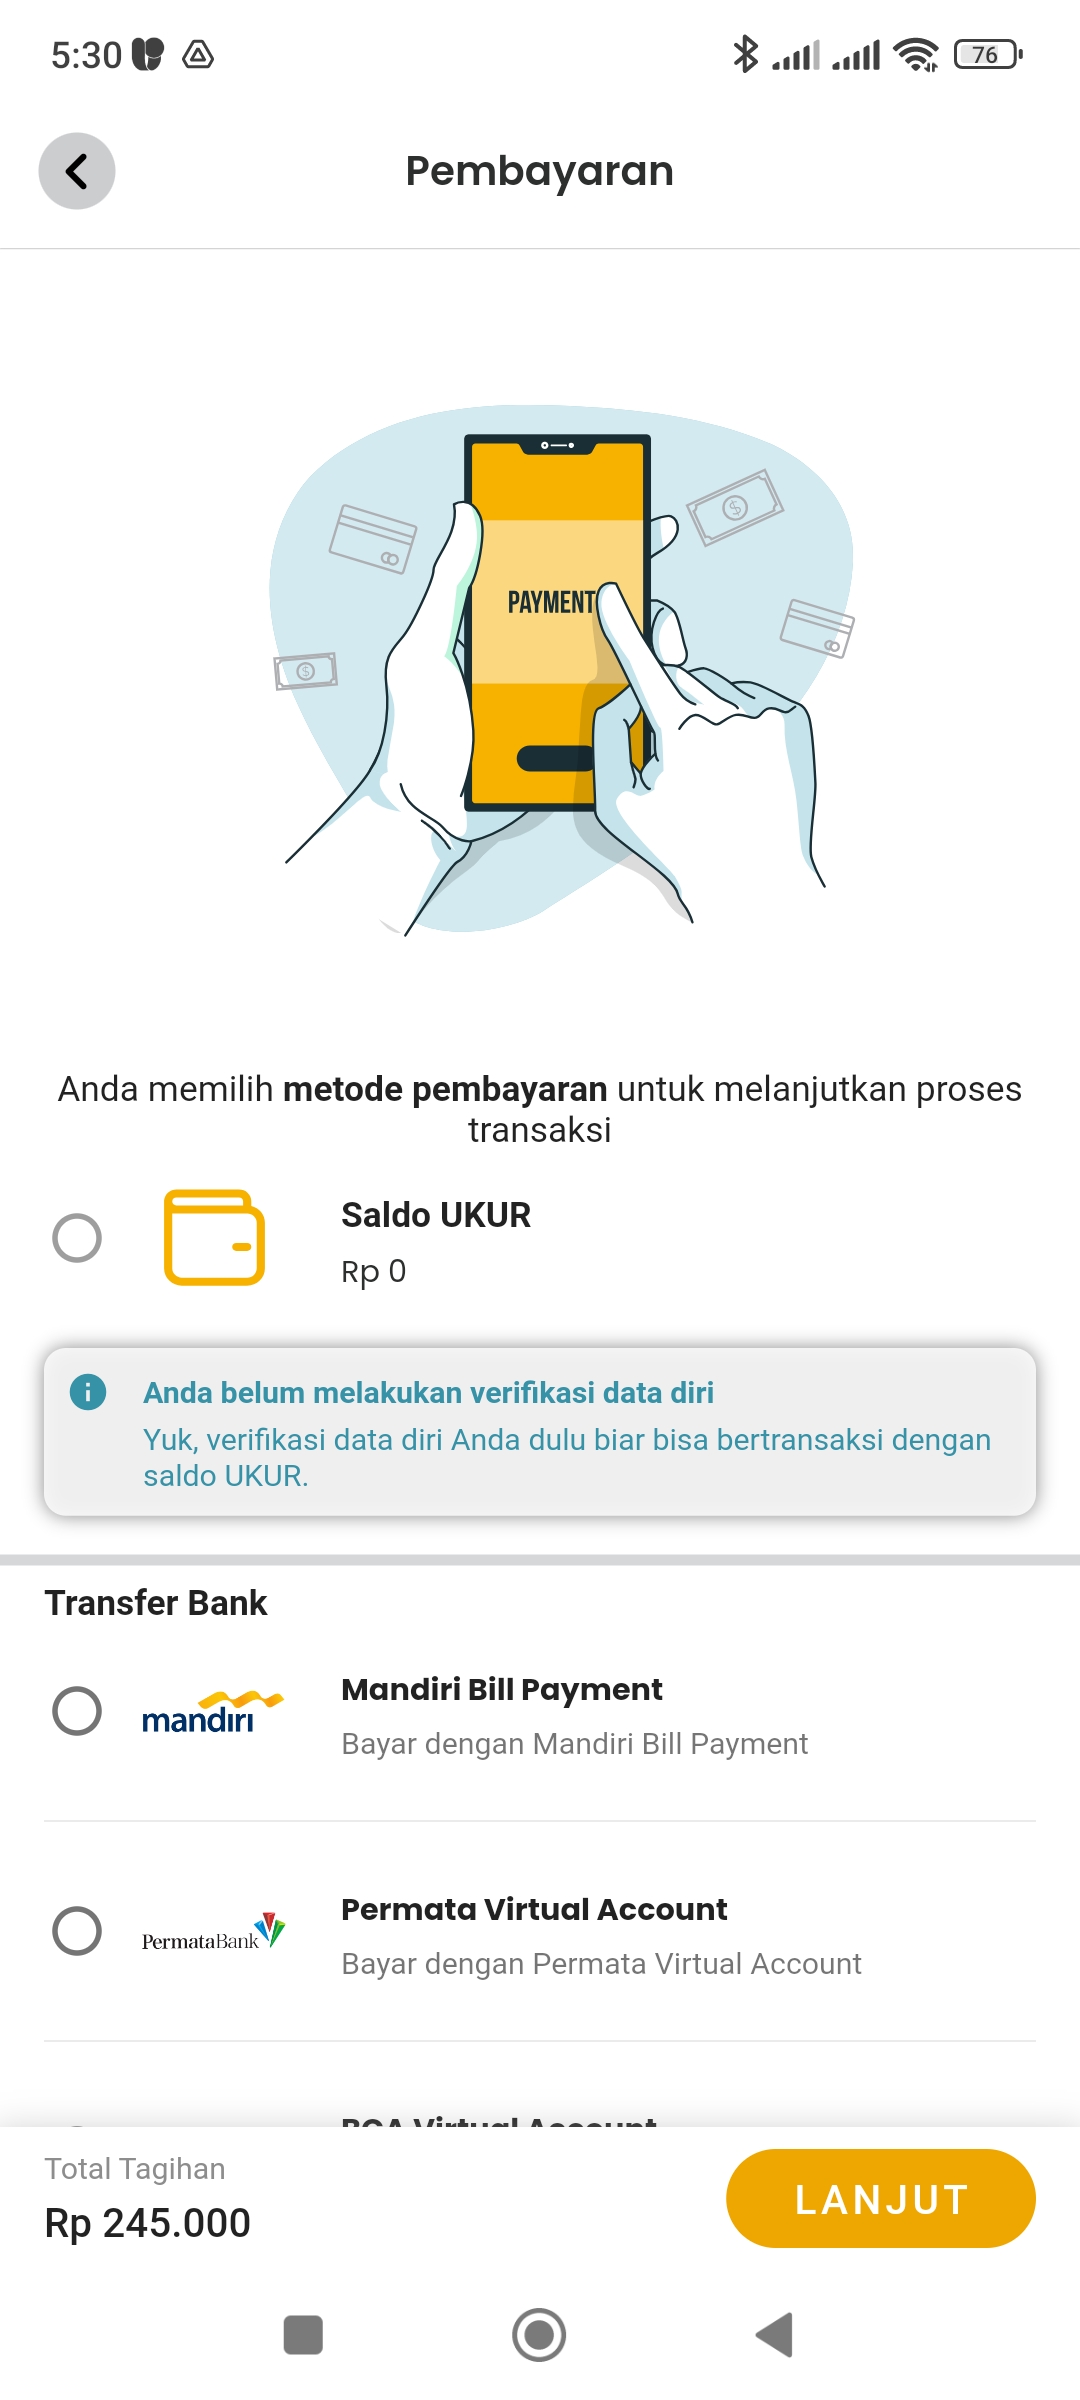 5:30
76
Pembayaran
PAYMENT
Anda memilih metode pembayaran untuk melanjutkan proses
transaksi
Saldo UKUR
Rp 0
Anda belum melakukan verifikasi data diri
Yuk, verifikasi data diri Anda dulu biar bisa bertransaksi dengan
saldo UKUR.
Transfer Bank
mandiri
Mandiri Bill Payment
Bayar dengan Mandiri Bill Payment
PermataBank
Permata Virtual Account
Bayar dengan Permata Virtual Account
BCA Virtual Account
Total Tagihan
Rp 245.000
LANJUT